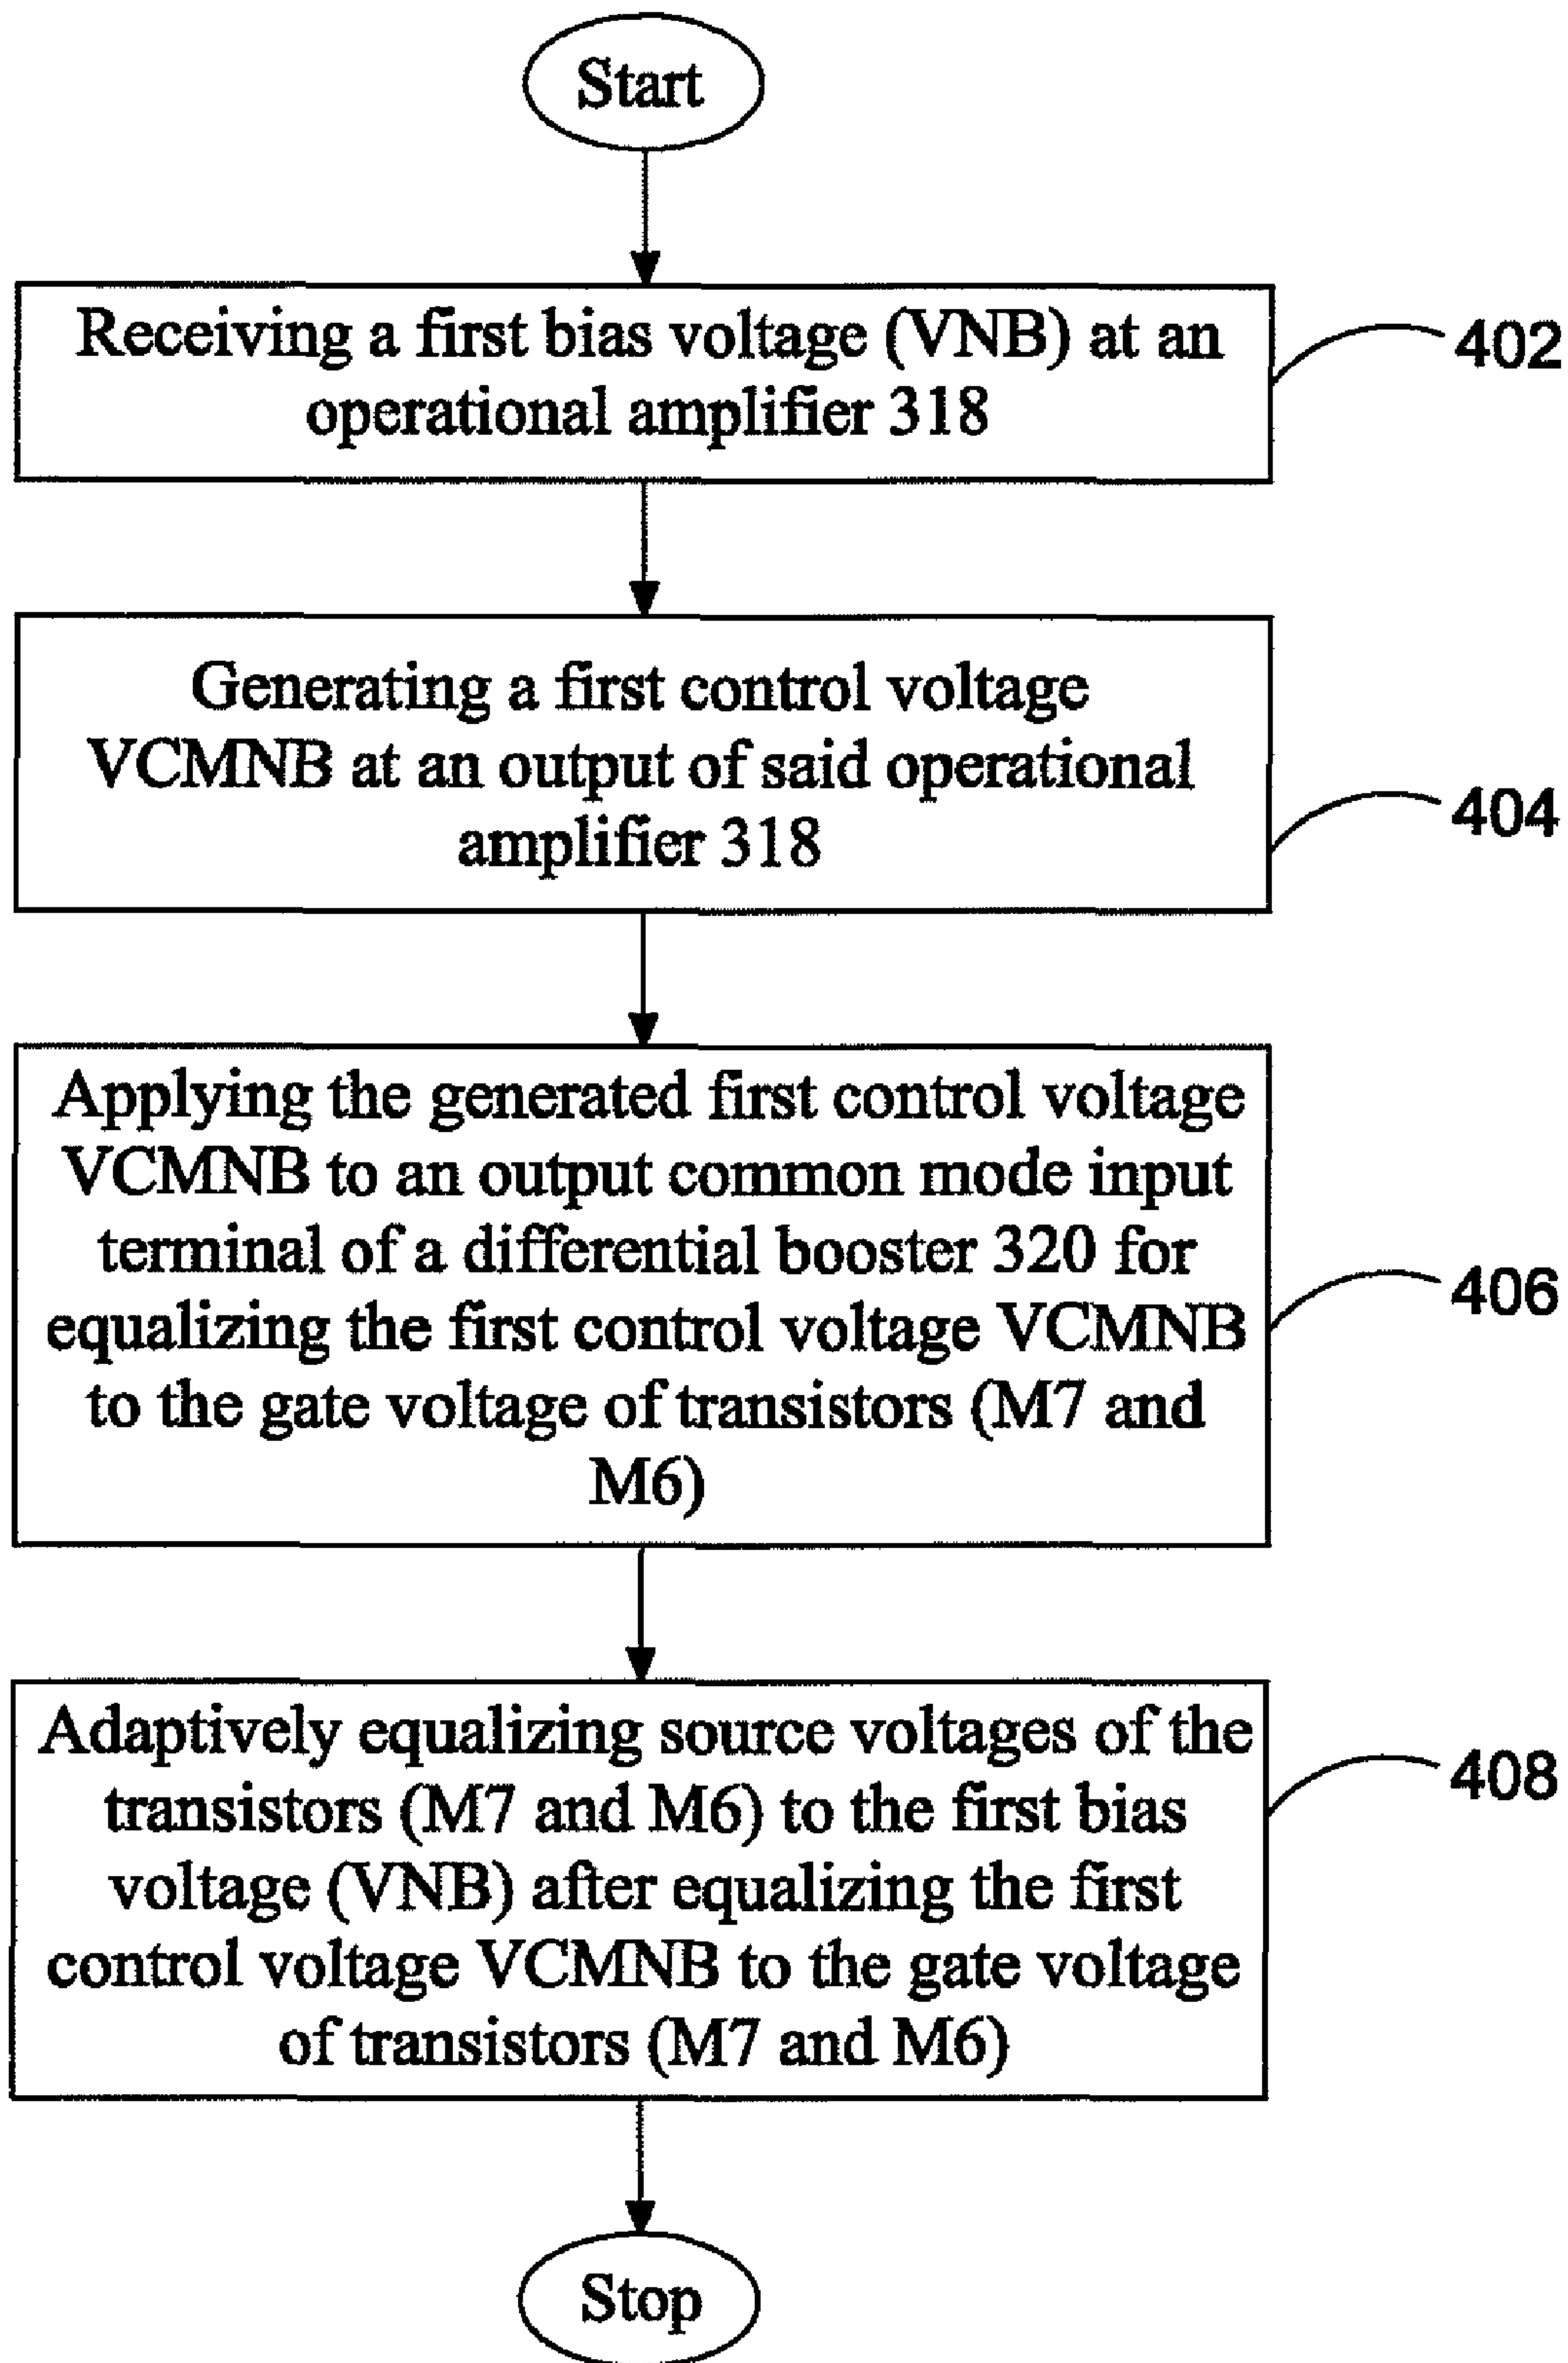 Start
Receiving a first bias voltage (VNB) at an
operational amplifier 318
402
Generating a first control voltage
VCMNB at an output of said operational
amplifier 318
404
Applying the generated first control voltage
VCMNB to an output common mode input
terminal of a differential booster 320 for
equalizing the first control voltage VCMNB
to the gate voltage of transistors (M7 and
M6)
406
Adaptively equalizing source voltages of the
transistors (M7 and M6) to the first bias
voltage (VNB) after equalizing the first
control voltage VCMNB to the gate voltage
of transistors (M7 and M6)
408
Stop